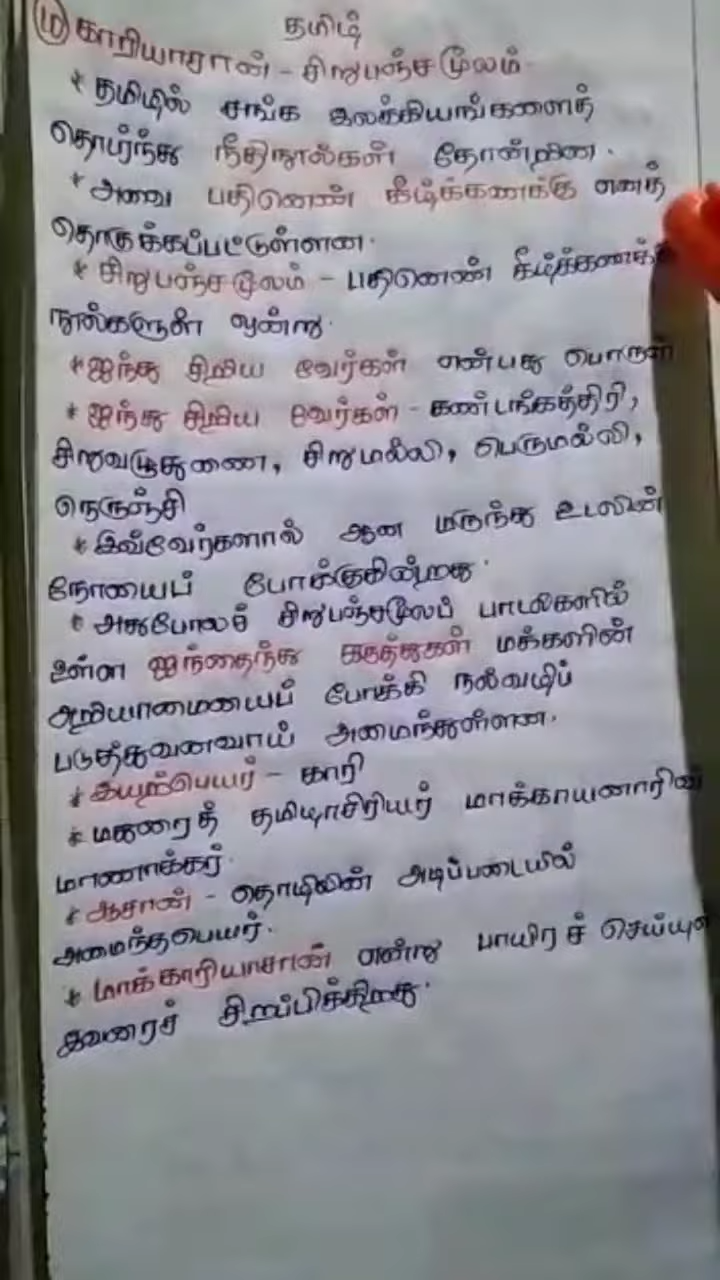 தமிழ்
ம) காரியாசான் - சிறுபஞ்சமூலம்
* தமிழில் சங்க இலக்கியங்களைத்
தொடர்ந்து நீதிநூல்கள் தோன்றின.
* அவை பதினெண் கீழ்க்கணக்கு எனத்
தொகுக்கப்பட்டுள்ளன.
* சிறுபஞ்சமூலம் - பதினெண் கீழ்க்கணக்கு
நூல்களுள் ஒன்று.
* ஐந்து சிறிய வேர்கள் என்பது பொருள்
* ஐந்து சிறிய வேர்கள் - கண்டங்கத்திரி,
சிறுவழுதுணை, சிறுமல்லி, பெருமல்லி,
நெருஞ்சி
* இவ்வேர்களால் ஆன மருந்து உடலின்
நோயைப் போக்குகின்றது.
* அதுபோலச் சிறுபஞ்சமூலப் பாடல்களில்
உள்ள ஐந்தைந்து கருத்துகள் மக்களின்
அறியாமையைப் போக்கி நல்வழிப்
படுத்துவனவாய் அமைந்துள்ளன.
* இயற்பெயர் - காரி
* மதுரைத் தமிழாசிரியர் மாக்காயனாரின்
மாணாக்கர்.
* ஆசான் - தொழிலின் அடிப்படையில்
அமைந்தபெயர்.
* மாக்காரியாசான் என்று பாயிரச் செய்யுள்
இவரைச் சிறப்பிக்கிறது.